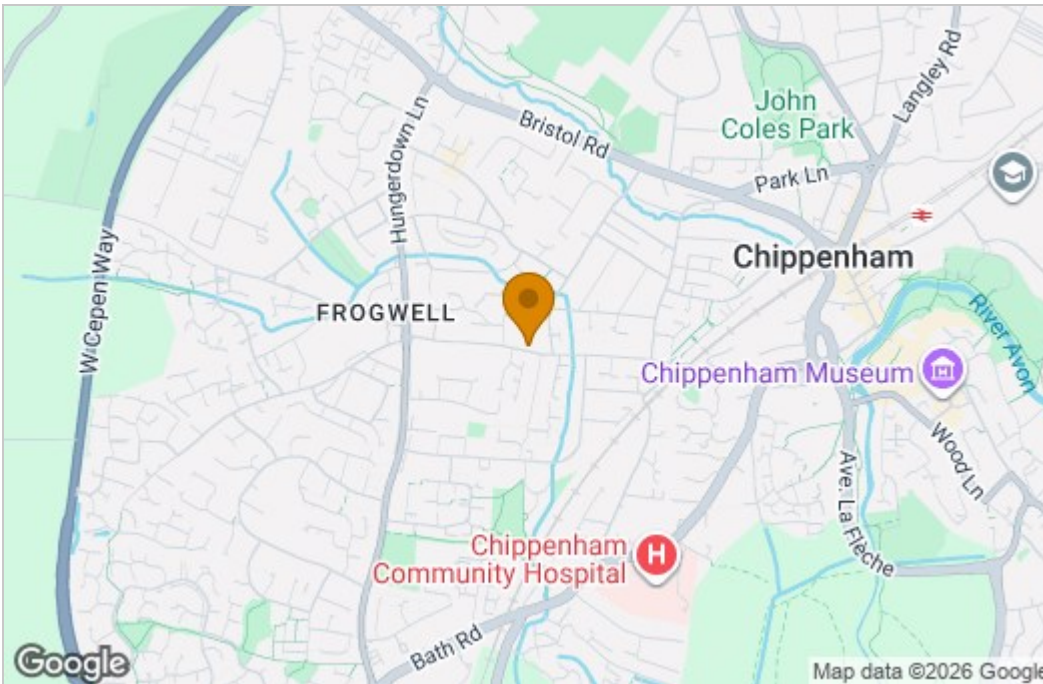 Langley Rd
John
Coles Park
Bristol Rd
Hungerdown Ln
Park Ln
W Cepen Way
Chippenham
FROGWELL
River Avon
Chippenham Museum
Wood Ln
Ave. La Flèche
Chippenham
Community Hospital
H
Bath Rd
Google
Map data ©2026 Google